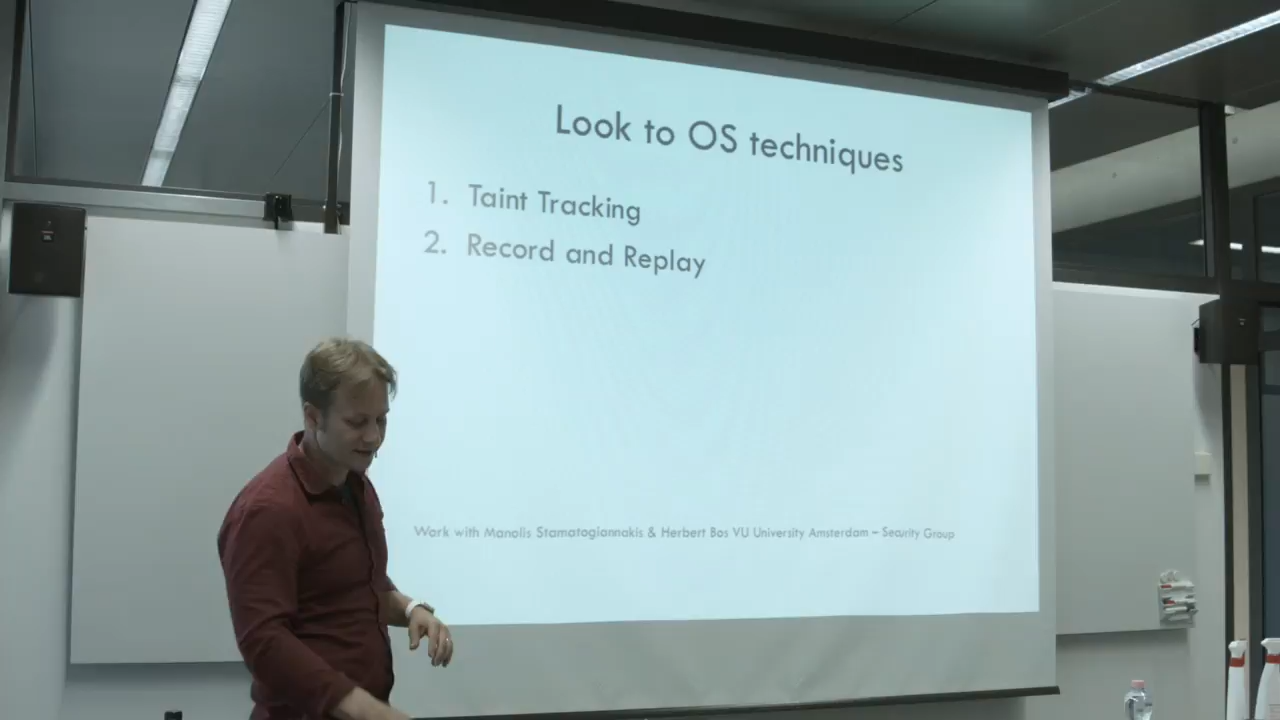 Look to OS techniques
1. Taint Tracking
2. Record and Replay
Work with Manolis Stamatogiannakis & Herbert Bos VU University Amsterdam – Security Group